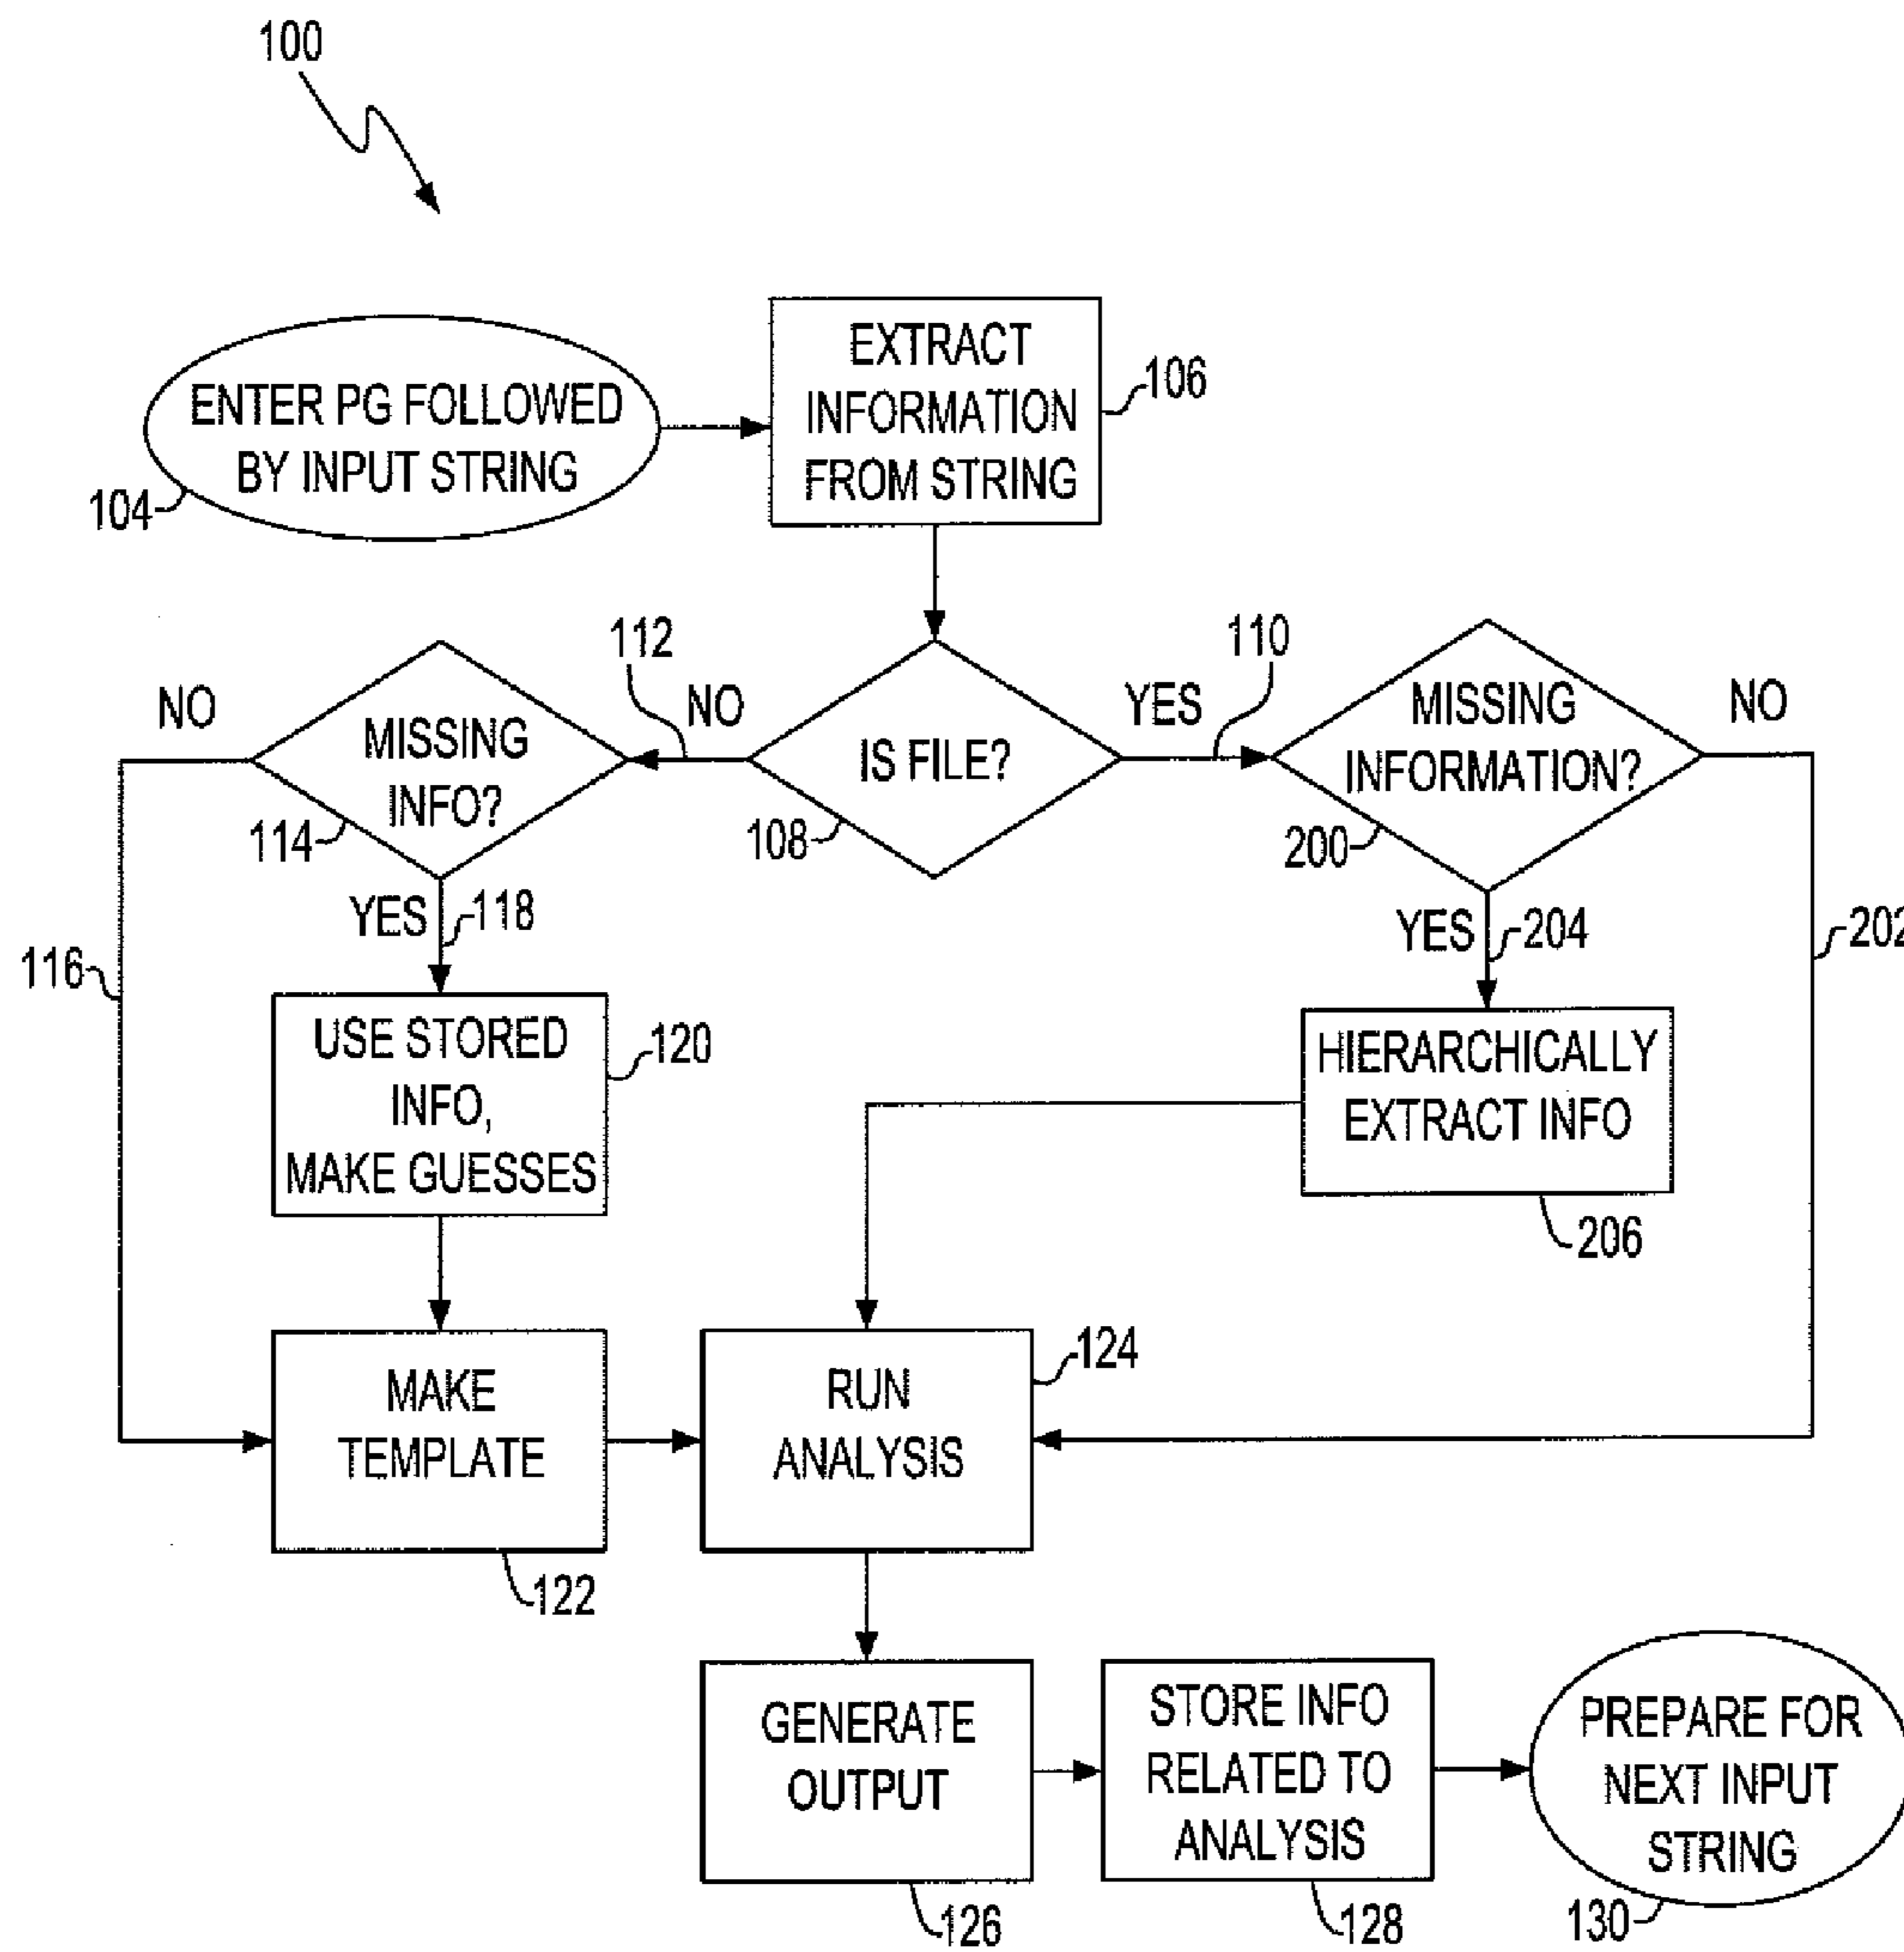 100
ENTER PG FOLLOWED
BY INPUT STRING
104
EXTRACT
INFORMATION
FROM STRING
106
NO
MISSING
INFO?
114
112
NO
IS FILE?
108
110
YES
MISSING
INFORMATION?
200
NO
116
YES
118
YES
204
202
USE STORED
INFO,
MAKE GUESSES
120
HIERARCHICALLY
EXTRACT INFO
206
MAKE
TEMPLATE
122
RUN
ANALYSIS
124
GENERATE
OUTPUT
126
STORE INFO
RELATED TO
ANALYSIS
128
PREPARE FOR
NEXT INPUT
STRING
130